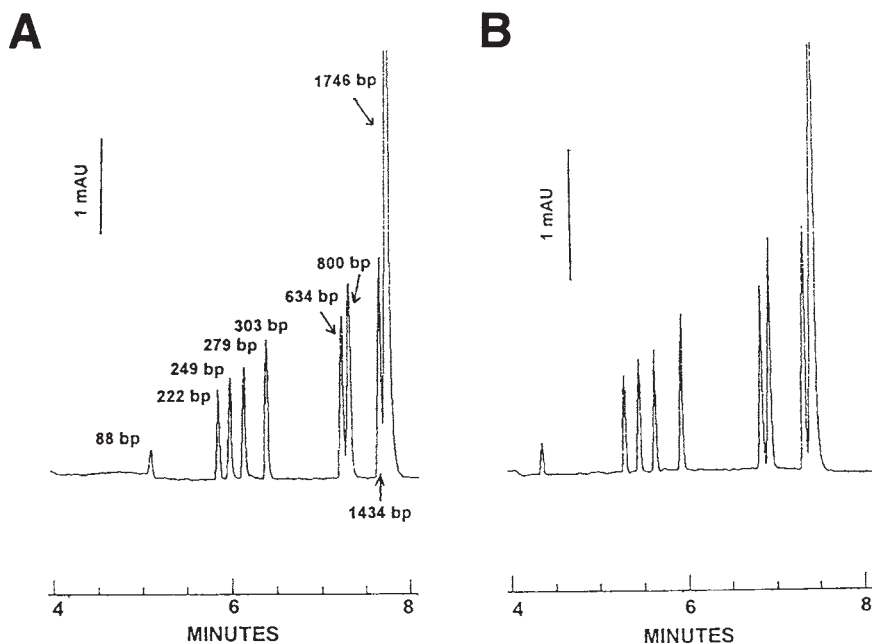 A
1746 bp
1 mAU
800 bp
634 bp
303 bp
279 bp
249 bp
222 bp
88 bp
1434 bp
4
6
8
MINUTES
B
1 mAU
4
6
8
MINUTES